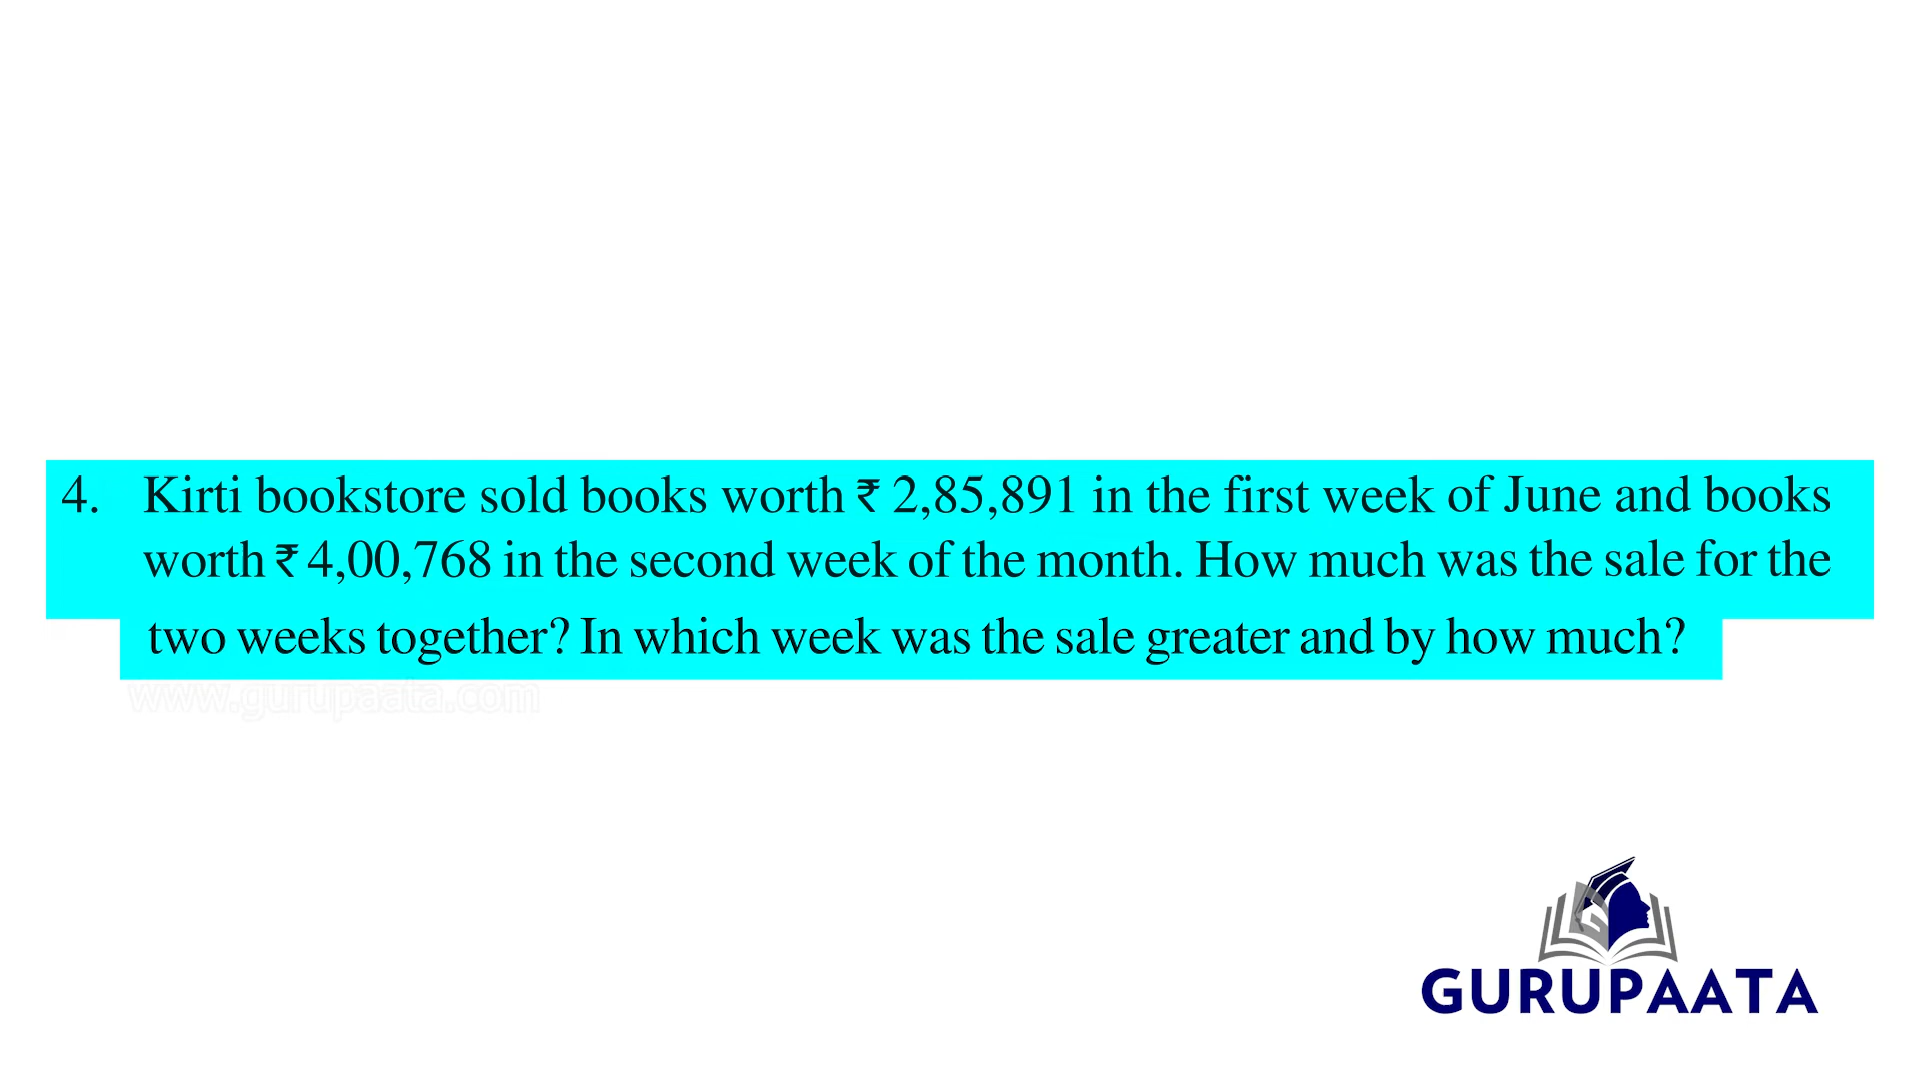 4. Kirti bookstore sold books worth ₹ 2,85,891 in the first week of June and books
worth ₹ 4,00,768 in the second week of the month. How much was the sale for the
two weeks together? In which week was the sale greater and by how much?
www.gurupaata.com
GURUPAATA